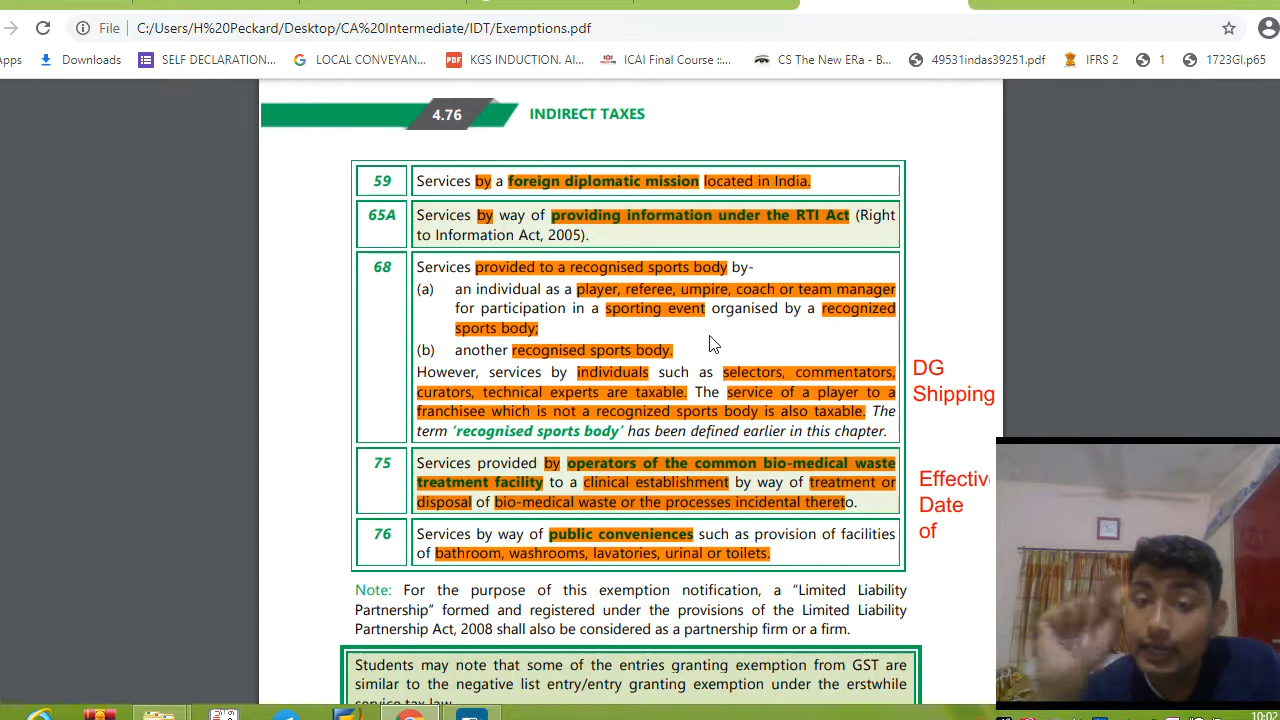 File
C:/Users/H%20Peckard/Desktop/CA%20Intermediate/IDT/Exemptions.pdf
Apps
Downloads
SELF DECLARATION...
LOCAL CONVEYAN...
PDF
KGS INDUCTION. AI...
ICAI Final Course ::...
CS The New ERa - B...
49531indas39251.pdf
IFRS 2
1
1723GI.p65
4.76 INDIRECT TAXES
59 Services by a foreign diplomatic mission located in India.
65A Services by way of providing information under the RTI Act (Right
to Information Act, 2005).
68 Services provided to a recognised sports body by-
(a) an individual as a player, referee, umpire, coach or team manager
for participation in a sporting event organised by a recognized
sports body;
(b) another recognised sports body.
However, services by individuals such as selectors, commentators,
curators, technical experts are taxable. The service of a player to a
franchisee which is not a recognized sports body is also taxable. The
term 'recognised sports body' has been defined earlier in this chapter.
75 Services provided by operators of the common bio-medical waste
treatment facility to a clinical establishment by way of treatment or
disposal of bio-medical waste or the processes incidental thereto.
76 Services by way of public conveniences such as provision of facilities
of bathroom, washrooms, lavatories, urinal or toilets.
DG
Shipping
Effectiv
Date
of
Note: For the purpose of this exemption notification, a "Limited Liability
Partnership" formed and registered under the provisions of the Limited Liability
Partnership Act, 2008 shall also be considered as a partnership firm or a firm.
Students may note that some of the entries granting exemption from GST are
similar to the negative list entry/entry granting exemption under the erstwhile
service tax law.
10:02